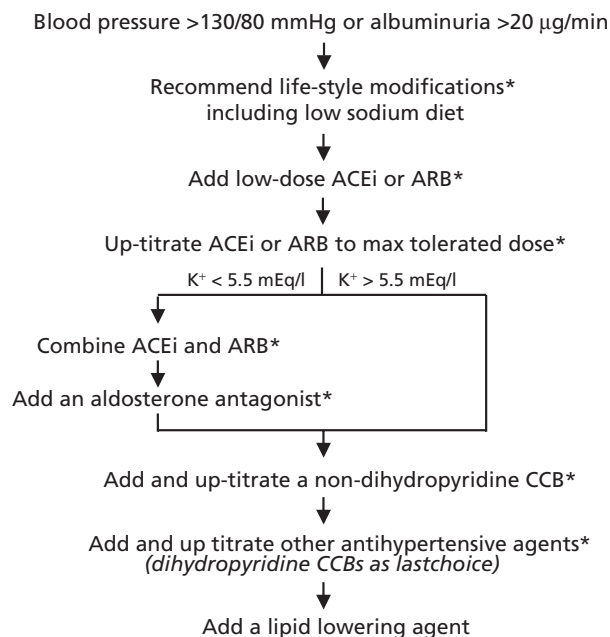 Blood pressure >130/80 mmHg or albuminuria >20 μg/min
Recommend life-style modifications*
including low sodium diet
Add low-dose ACEi or ARB*
Up-titrate ACEi or ARB to max tolerated dose*
K⁺ < 5.5 mEq/l K⁺ > 5.5 mEq/l
Combine ACEi and ARB*
Add an aldosterone antagonist*
Add and up-titrate a non-dihydropyridine CCB*
Add and up titrate other antihypertensive agents*
(dihydropyridine CCBs as lastchoice)
Add a lipid lowering agent